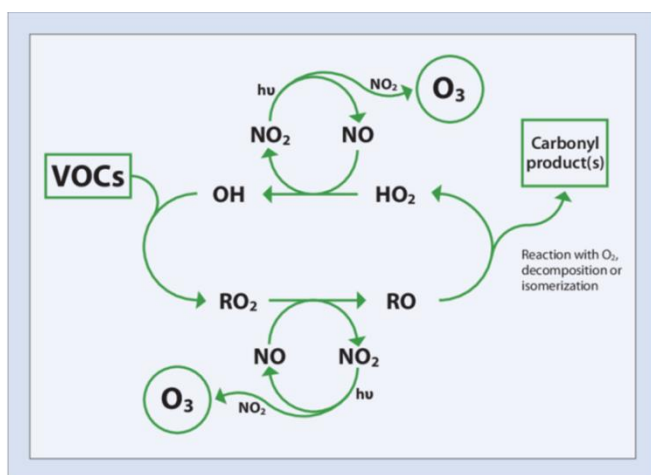 hυ
NO₂
O₃
NO₂
NO
Carbonyl
product(s)
VOCs
OH
HO₂
Reaction with O₂,
decomposition or
isomerization
RO₂
RO
NO
NO₂
O₃
NO₂
hυ